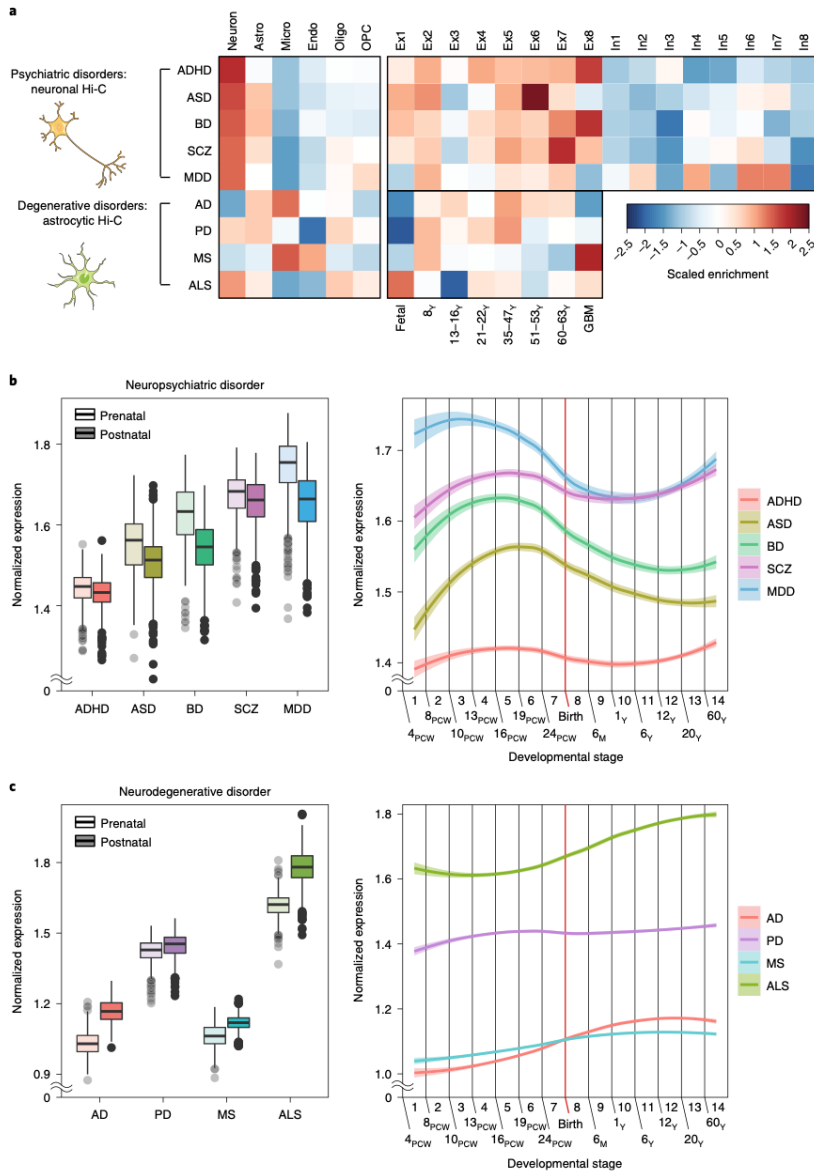 a
Neuron Astro Micro Endo Oligo OPC
Ex1 Ex2 Ex3 Ex4 Ex5 Ex6 Ex7 Ex8 In1 In2 In3 In4 In5 In6 In7 In8
Psychiatric disorders:
neuronal Hi-C
ADHD
ASD
BD
SCZ
MDD
Degenerative disorders:
astrocytic Hi-C
AD
PD
MS
ALS
−2.5 −2 −1.5 −1 0.5 0 0.5 1 1.5 2 2.5
Scaled enrichment
Fetal 8Y 13–16Y 21–22Y 35–47Y 51–53Y 60–63Y GBM
b
Neuropsychiatric disorder
Prenatal
Postnatal
Normalized expression
1.8
1.6
1.4
0
ADHD ASD BD SCZ MDD
Normalized expression
1.7
1.6
1.5
1.4
0
1 2 3 4 5 6 7 8 9 10 11 12 13 14
8PCW 13PCW 19PCW Birth 1Y 12Y 60Y
4PCW 10PCW 16PCW 24PCW 6M 6Y 20Y
Developmental stage
ADHD
ASD
BD
SCZ
MDD
c
Neurodegenerative disorder
Prenatal
Postnatal
Normalized expression
1.8
1.5
1.2
0.9
0
AD PD MS ALS
Normalized expression
1.8
1.6
1.4
1.2
1.0
0
1 2 3 4 5 6 7 8 9 10 11 12 13 14
8PCW 13PCW 19PCW Birth 1Y 12Y 60Y
4PCW 10PCW 16PCW 24PCW 6M 6Y 20Y
Developmental stage
AD
PD
MS
ALS